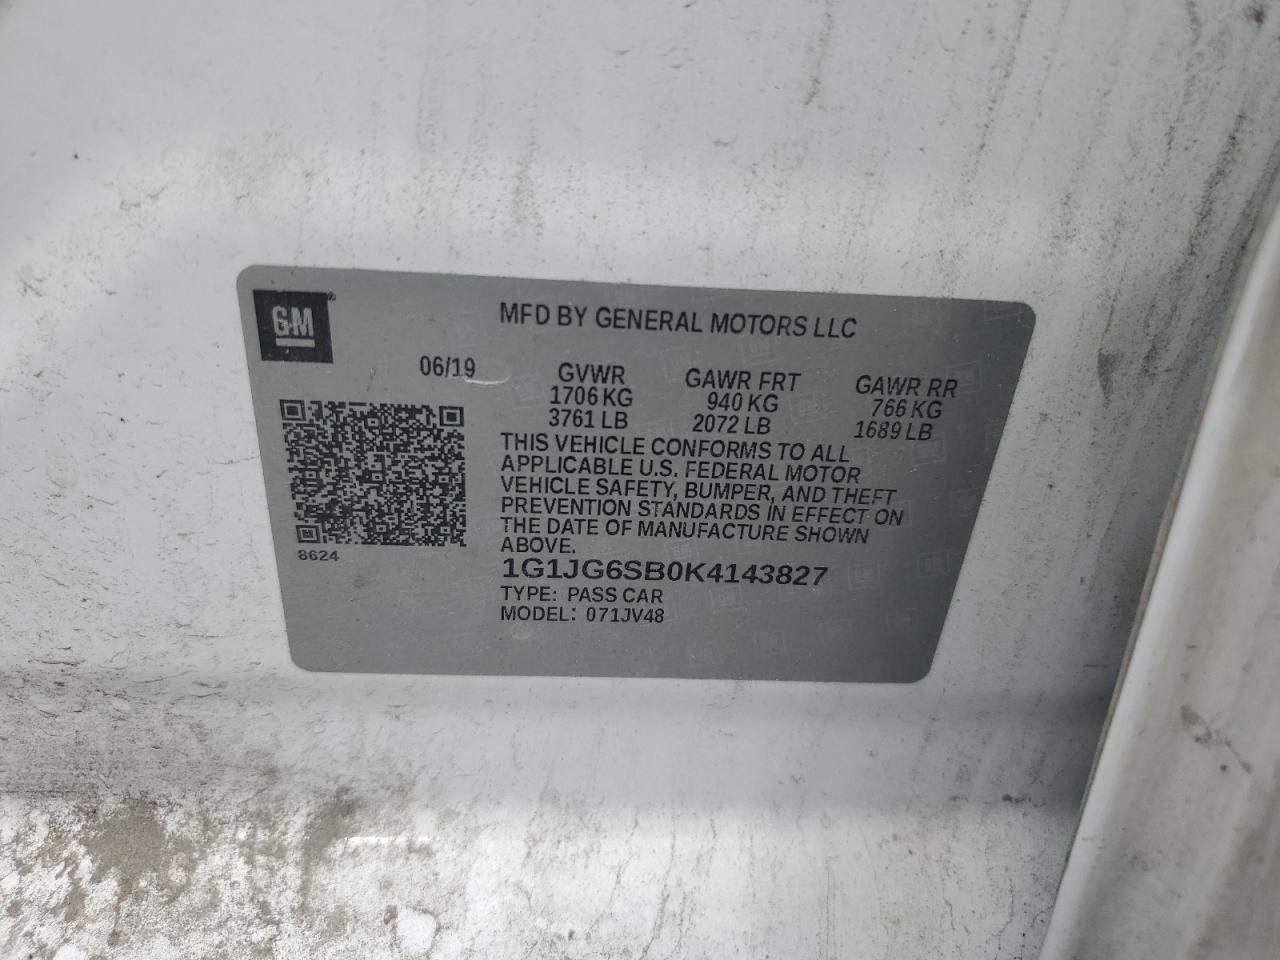 GM®
MFD BY GENERAL MOTORS LLC
06/19
GVWR GAWR FRT GAWR RR
1706 KG 940 KG 766 KG
3761 LB 2072 LB 1689 LB
THIS VEHICLE CONFORMS TO ALL
APPLICABLE U.S. FEDERAL MOTOR
VEHICLE SAFETY, BUMPER, AND THEFT
PREVENTION STANDARDS IN EFFECT ON
THE DATE OF MANUFACTURE SHOWN
ABOVE.
8624
1G1JG6SB0K4143827
TYPE: PASS CAR
MODEL: 071JV48